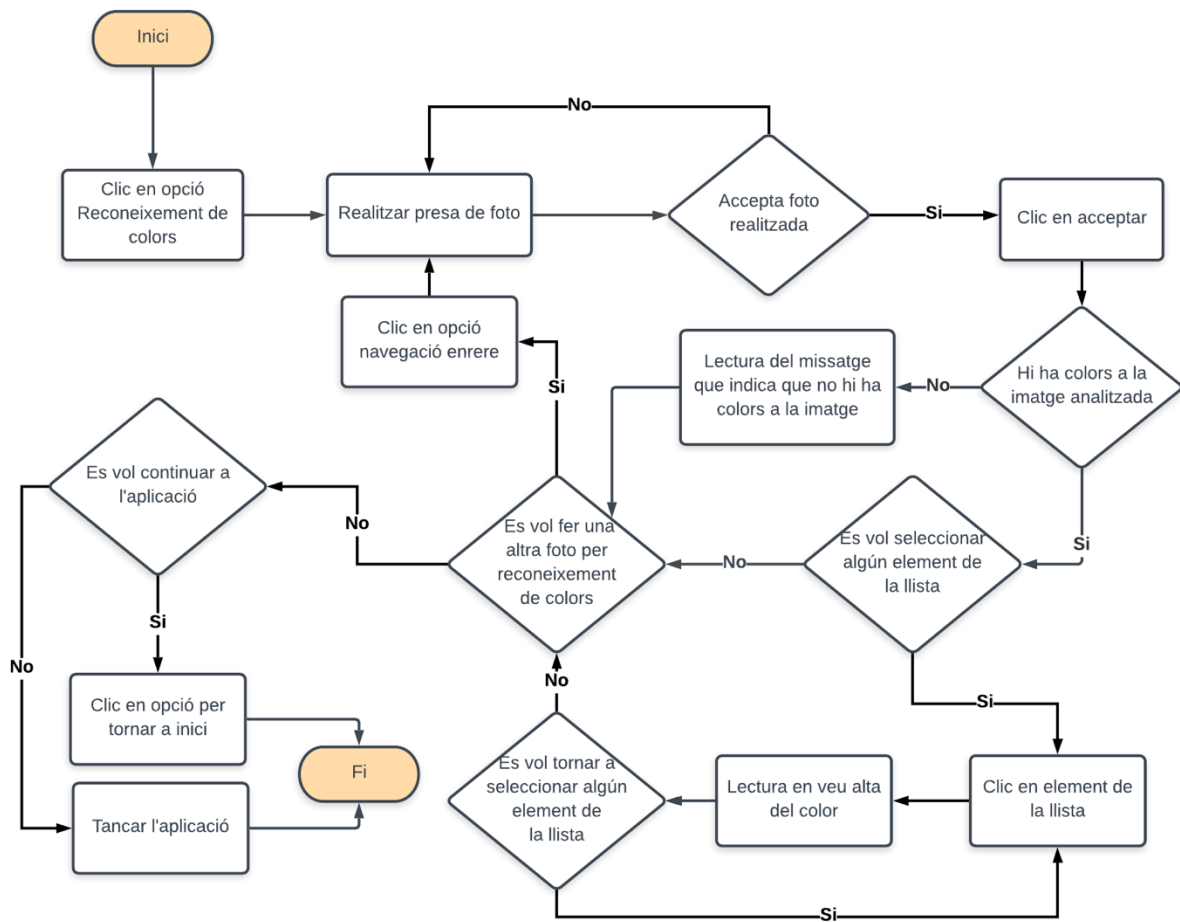 Inici
No
Clic en opció
Reconeixement de
colors
Realitzar presa de foto
Accepta foto
realitzada
Si
Clic en acceptar
Clic en opció
navegació enrere
Lectura del missatge
que indica que no hi ha
colors a la imatge
No
Hi ha colors a la
imatge analitzada
Si
Es vol continuar a
l'aplicació
No
Es vol fer una
altra foto per
reconeixement
de colors
No
Es vol seleccionar
algún element de
la llista
Si
Si
No
Clic en opció per
tornar a inici
No
Si
Fi
Es vol tornar a
seleccionar algún
element de
la llista
Lectura en veu alta
del color
Clic en element de
la llista
Tancar l'aplicació
Si